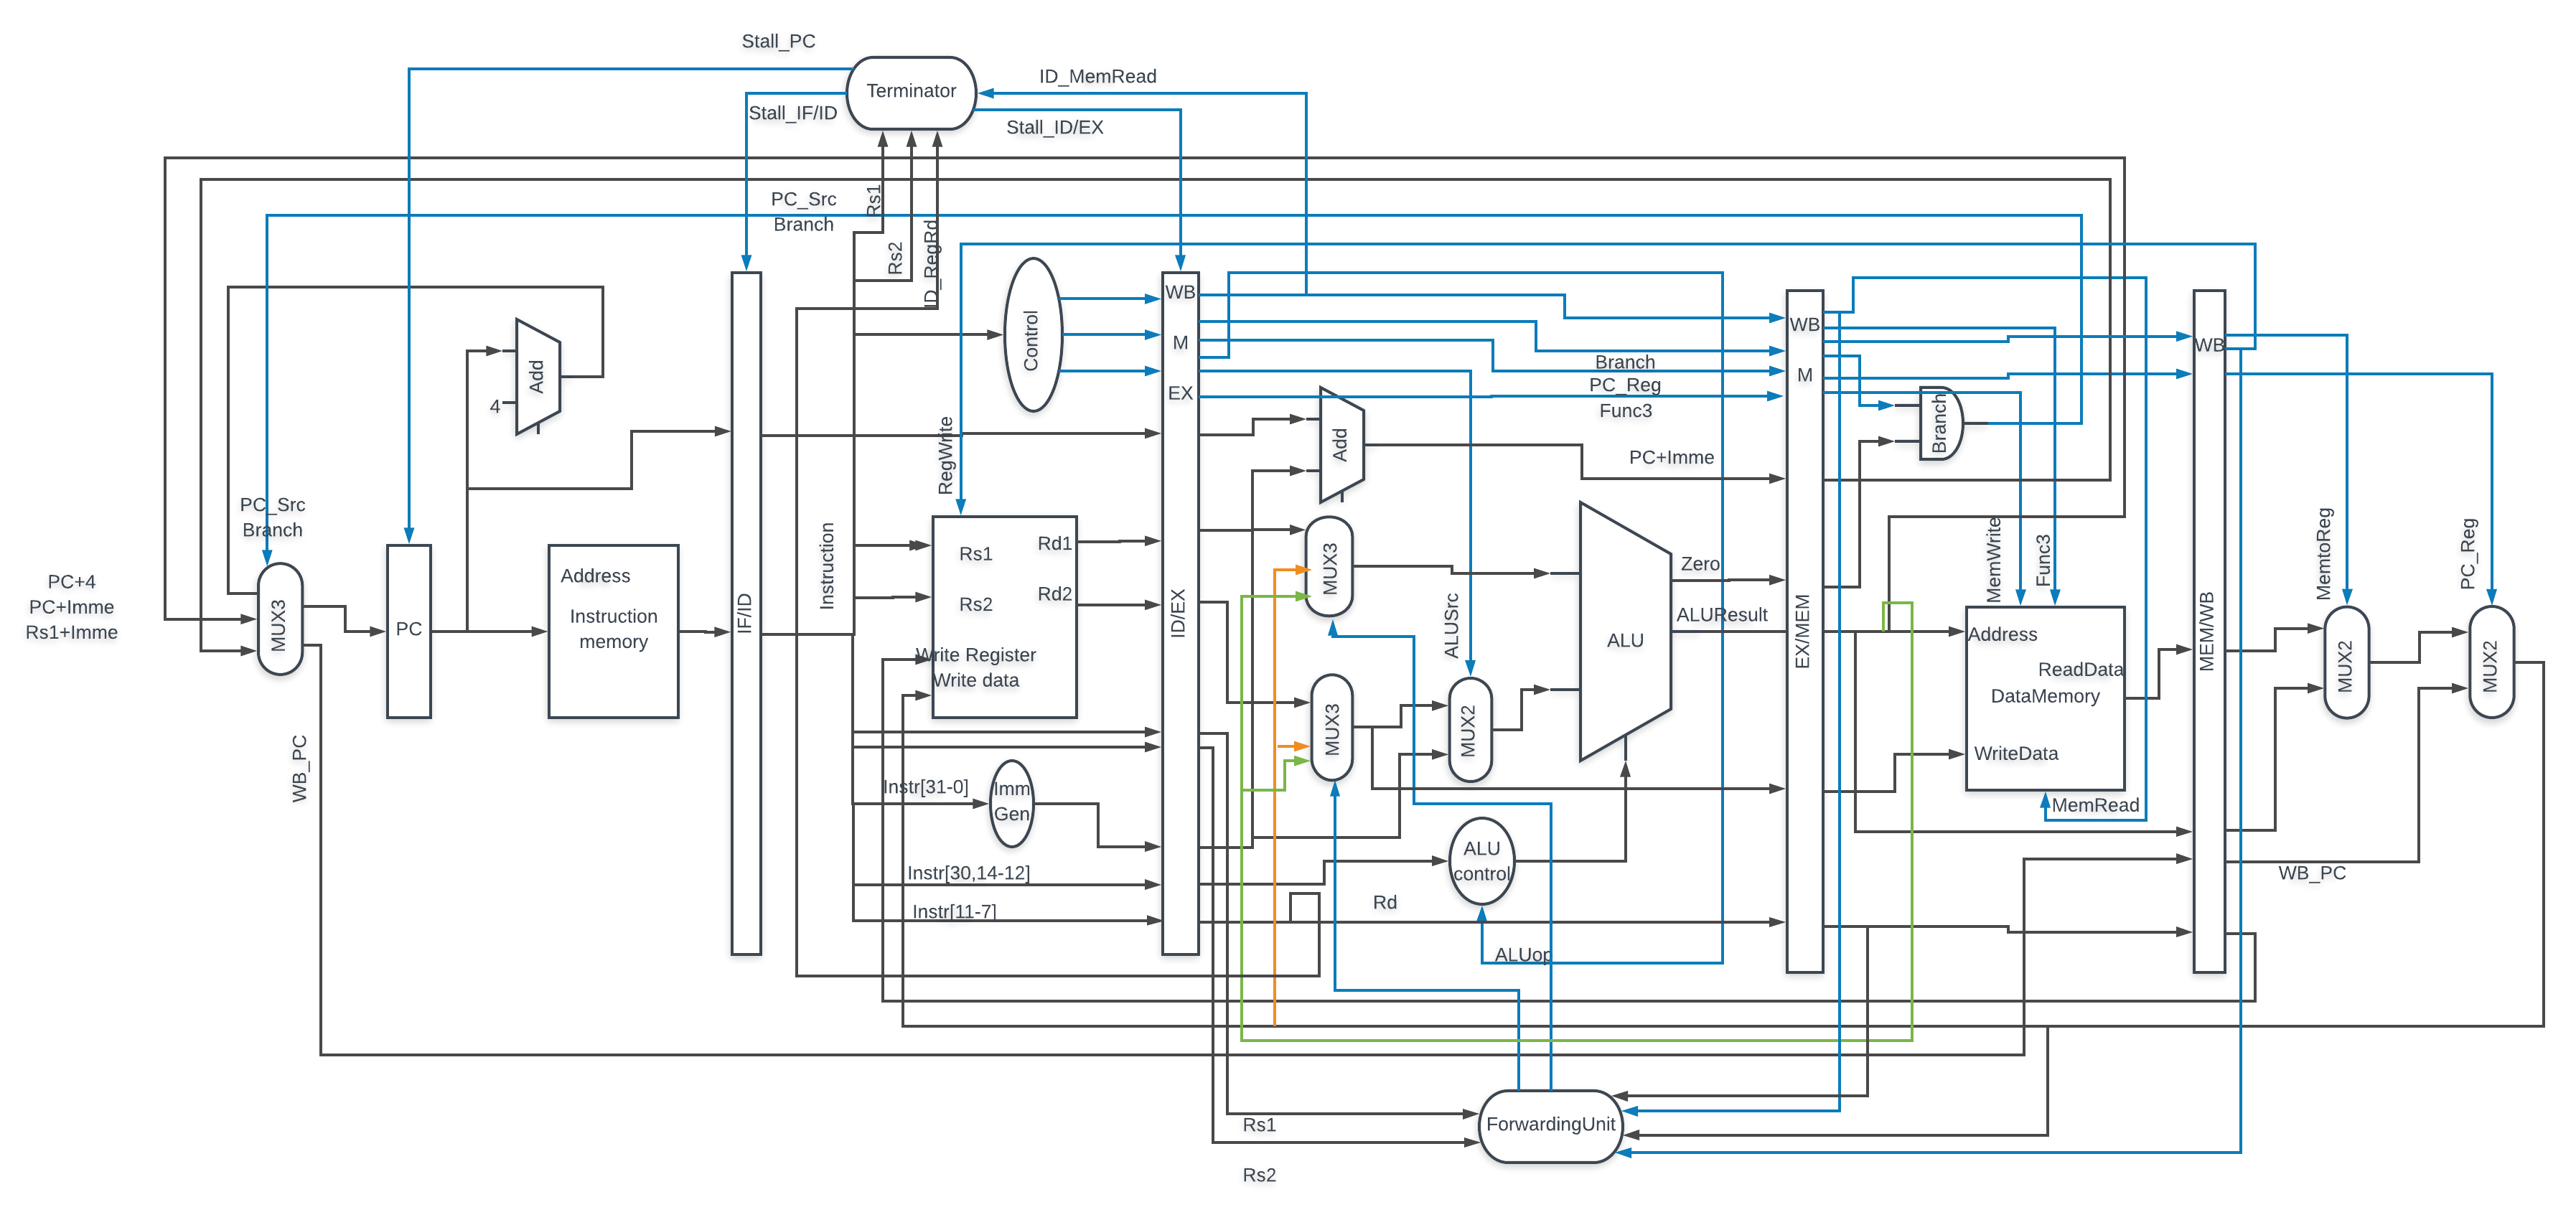 Stall_PC
Terminator
ID_MemRead
Stall_IF/ID
Stall_ID/EX
PC_Src
Branch
Rs1
Rs2
ID_RegRd
Control
WB
M
EX
WB
M
WB
Add
4
Branch
PC_Reg
Func3
Branch
Add
RegWrite
PC+Imme
PC_Src
Branch
Instruction
Rs1
Rd1
Rs2
Rd2
Write Register
Write data
MUX3
Zero
ALUResult
ALUSrc
ALU
MemWrite
Func3
MemtoReg
PC_Reg
PC+4
PC+Imme
Rs1+Imme
MUX3
PC
Address
Instruction
memory
IF/ID
ID/EX
EX/MEM
MEM/WB
Address
ReadData
DataMemory
WriteData
MemRead
MUX2
MUX2
MUX3
MUX2
WB_PC
Instr[31-0]
Imm
Gen
Instr[30,14-12]
Instr[11-7]
ALU
control
Rd
ALUop
WB_PC
ForwardingUnit
Rs1
Rs2